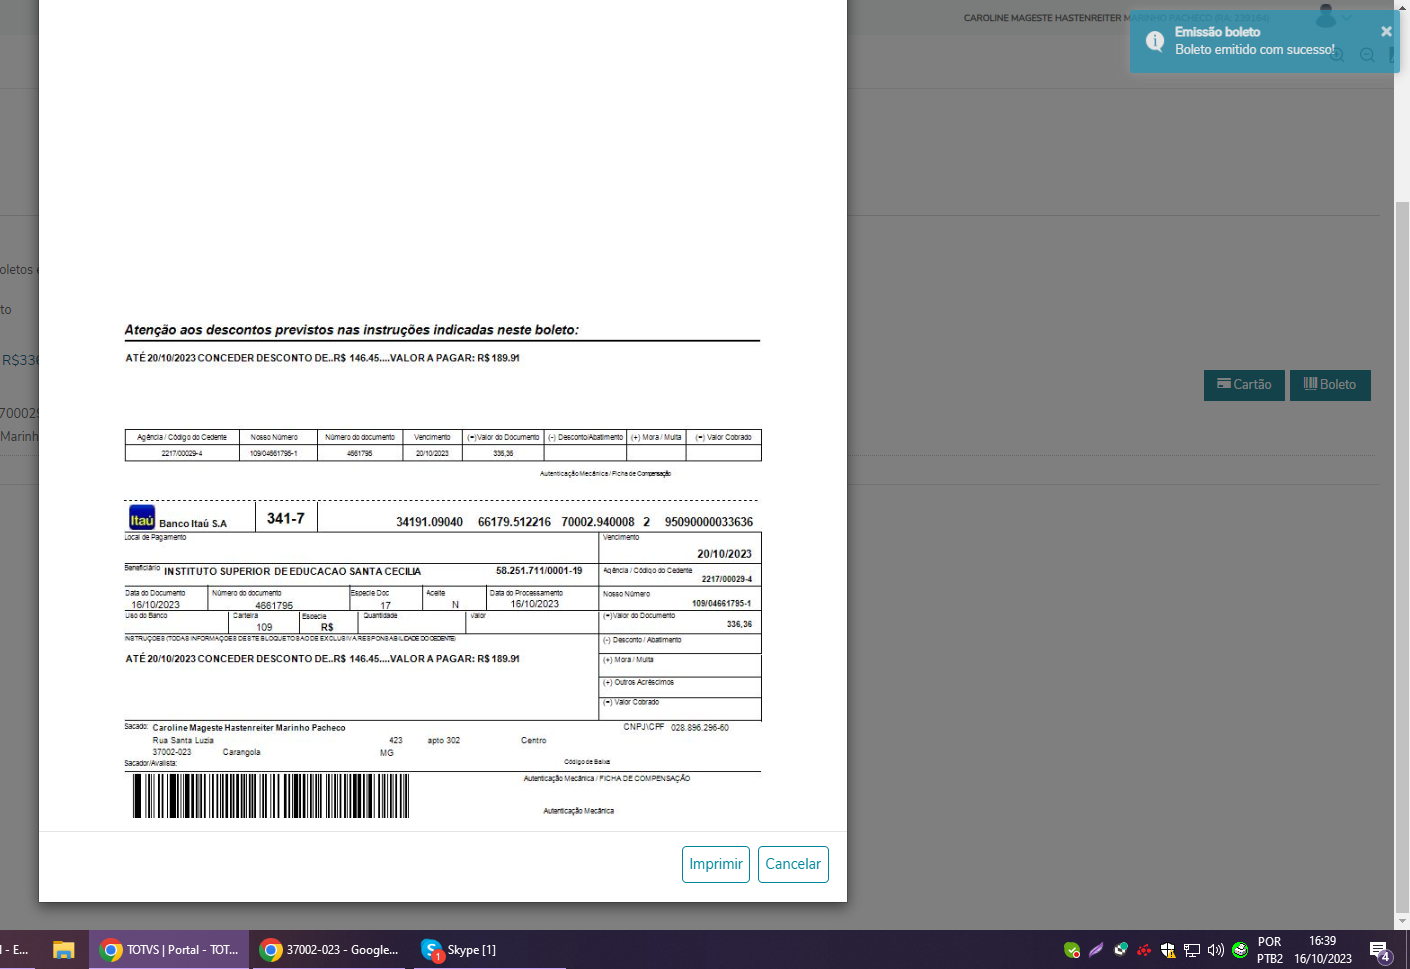 CAROLINE MAGESTE HASTENREITER MARINHO PACHECO (RA: 239164)
Emissão boleto
Boleto emitido com sucesso!
×
oletos
to
R$33
70002
Marinh
Cartão
Boleto
Atenção aos descontos previstos nas instruções indicadas neste boleto:
ATÉ 20/10/2023 CONCEDER DESCONTO DE..R$ 146.45....VALOR A PAGAR: R$ 189.91
Agência / Código do Cedente Nosso Número Número do documento Vencimento (=)Valor do Documento (-) Desconto/Abatimento (+) Mora / Multa (=) Valor Cobrado
2217/00029-4 109/04661795-1 4661795 20/10/2023 336,36
Autenticação Mecânica / Ficha de Compensação
Itaú Banco Itaú S.A 341-7 34191.09040 66179.512216 70002.940008 2 95090000033636
Local de Pagamento Vencimento
20/10/2023
Beneficiário INSTITUTO SUPERIOR DE EDUCACAO SANTA CECILIA 58.251.711/0001-19 Agência / Código do Cedente
2217/00029-4
Data do Documento Número do documento Especie Doc Aceite Data do Processamento Nosso Número
16/10/2023 4661795 17 N 16/10/2023 109/04661795-1
Uso do Banco Carteira Especie Quantidade Valor (=)Valor do Documento
109 R$ 336,36
INSTRUÇÕES (TODAS INFORMAÇÕES DESTE BLOQUETO SAO DE EXCLUSIVA RESPONSABILIDADE DO CEDENTE) (-) Desconto / Abatimento
ATÉ 20/10/2023 CONCEDER DESCONTO DE..R$ 146.45....VALOR A PAGAR: R$ 189.91 (+) Mora / Multa
(+) Outros Acréscimos
(=) Valor Cobrado
Sacado: Caroline Mageste Hastenreiter Marinho Pacheco CNPJ\CPF 028.896.296-60
Rua Santa Luzia 423 apto 302 Centro
37002-023 Carangola MG
Sacador/Avalista: Código de Baixa
Autenticação Mecânica / FICHA DE COMPENSAÇÃO
Autenticação Mecânica
Imprimir Cancelar
l - E... TOTVS | Portal - TOT... 37002-023 - Google... 1 Skype [1] POR 16:39
PTB2 16/10/2023 4